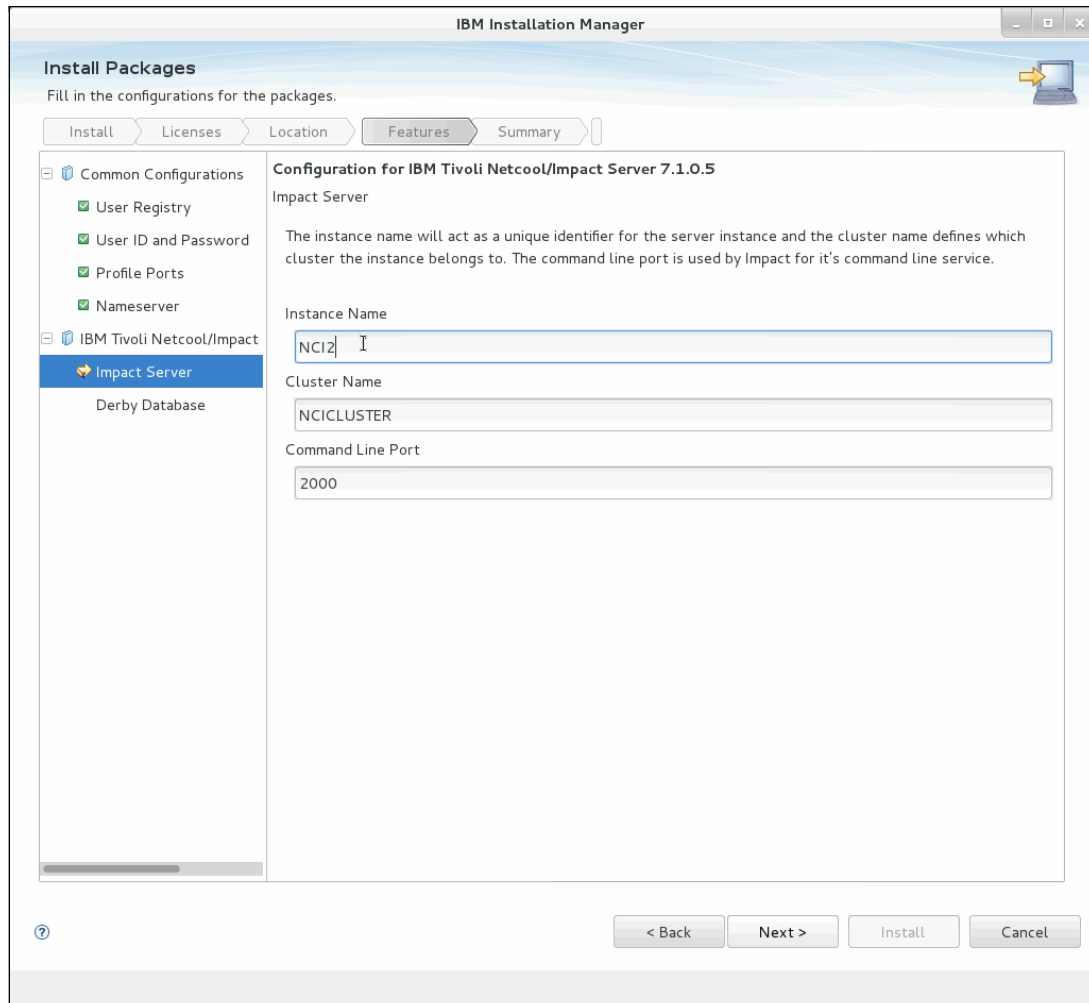 IBM Installation Manager
Install Packages
Fill in the configurations for the packages.
Install
Licenses
Location
Features
Summary
Common Configurations
User Registry
User ID and Password
Profile Ports
Nameserver
IBM Tivoli Netcool/Impact
Impact Server
Derby Database
Configuration for IBM Tivoli Netcool/Impact Server 7.1.0.5
Impact Server
The instance name will act as a unique identifier for the server instance and the cluster name defines which
cluster the instance belongs to. The command line port is used by Impact for it's command line service.
Instance Name
NCI2
Cluster Name
NCICLUSTER
Command Line Port
2000
?
< Back
Next >
Install
Cancel